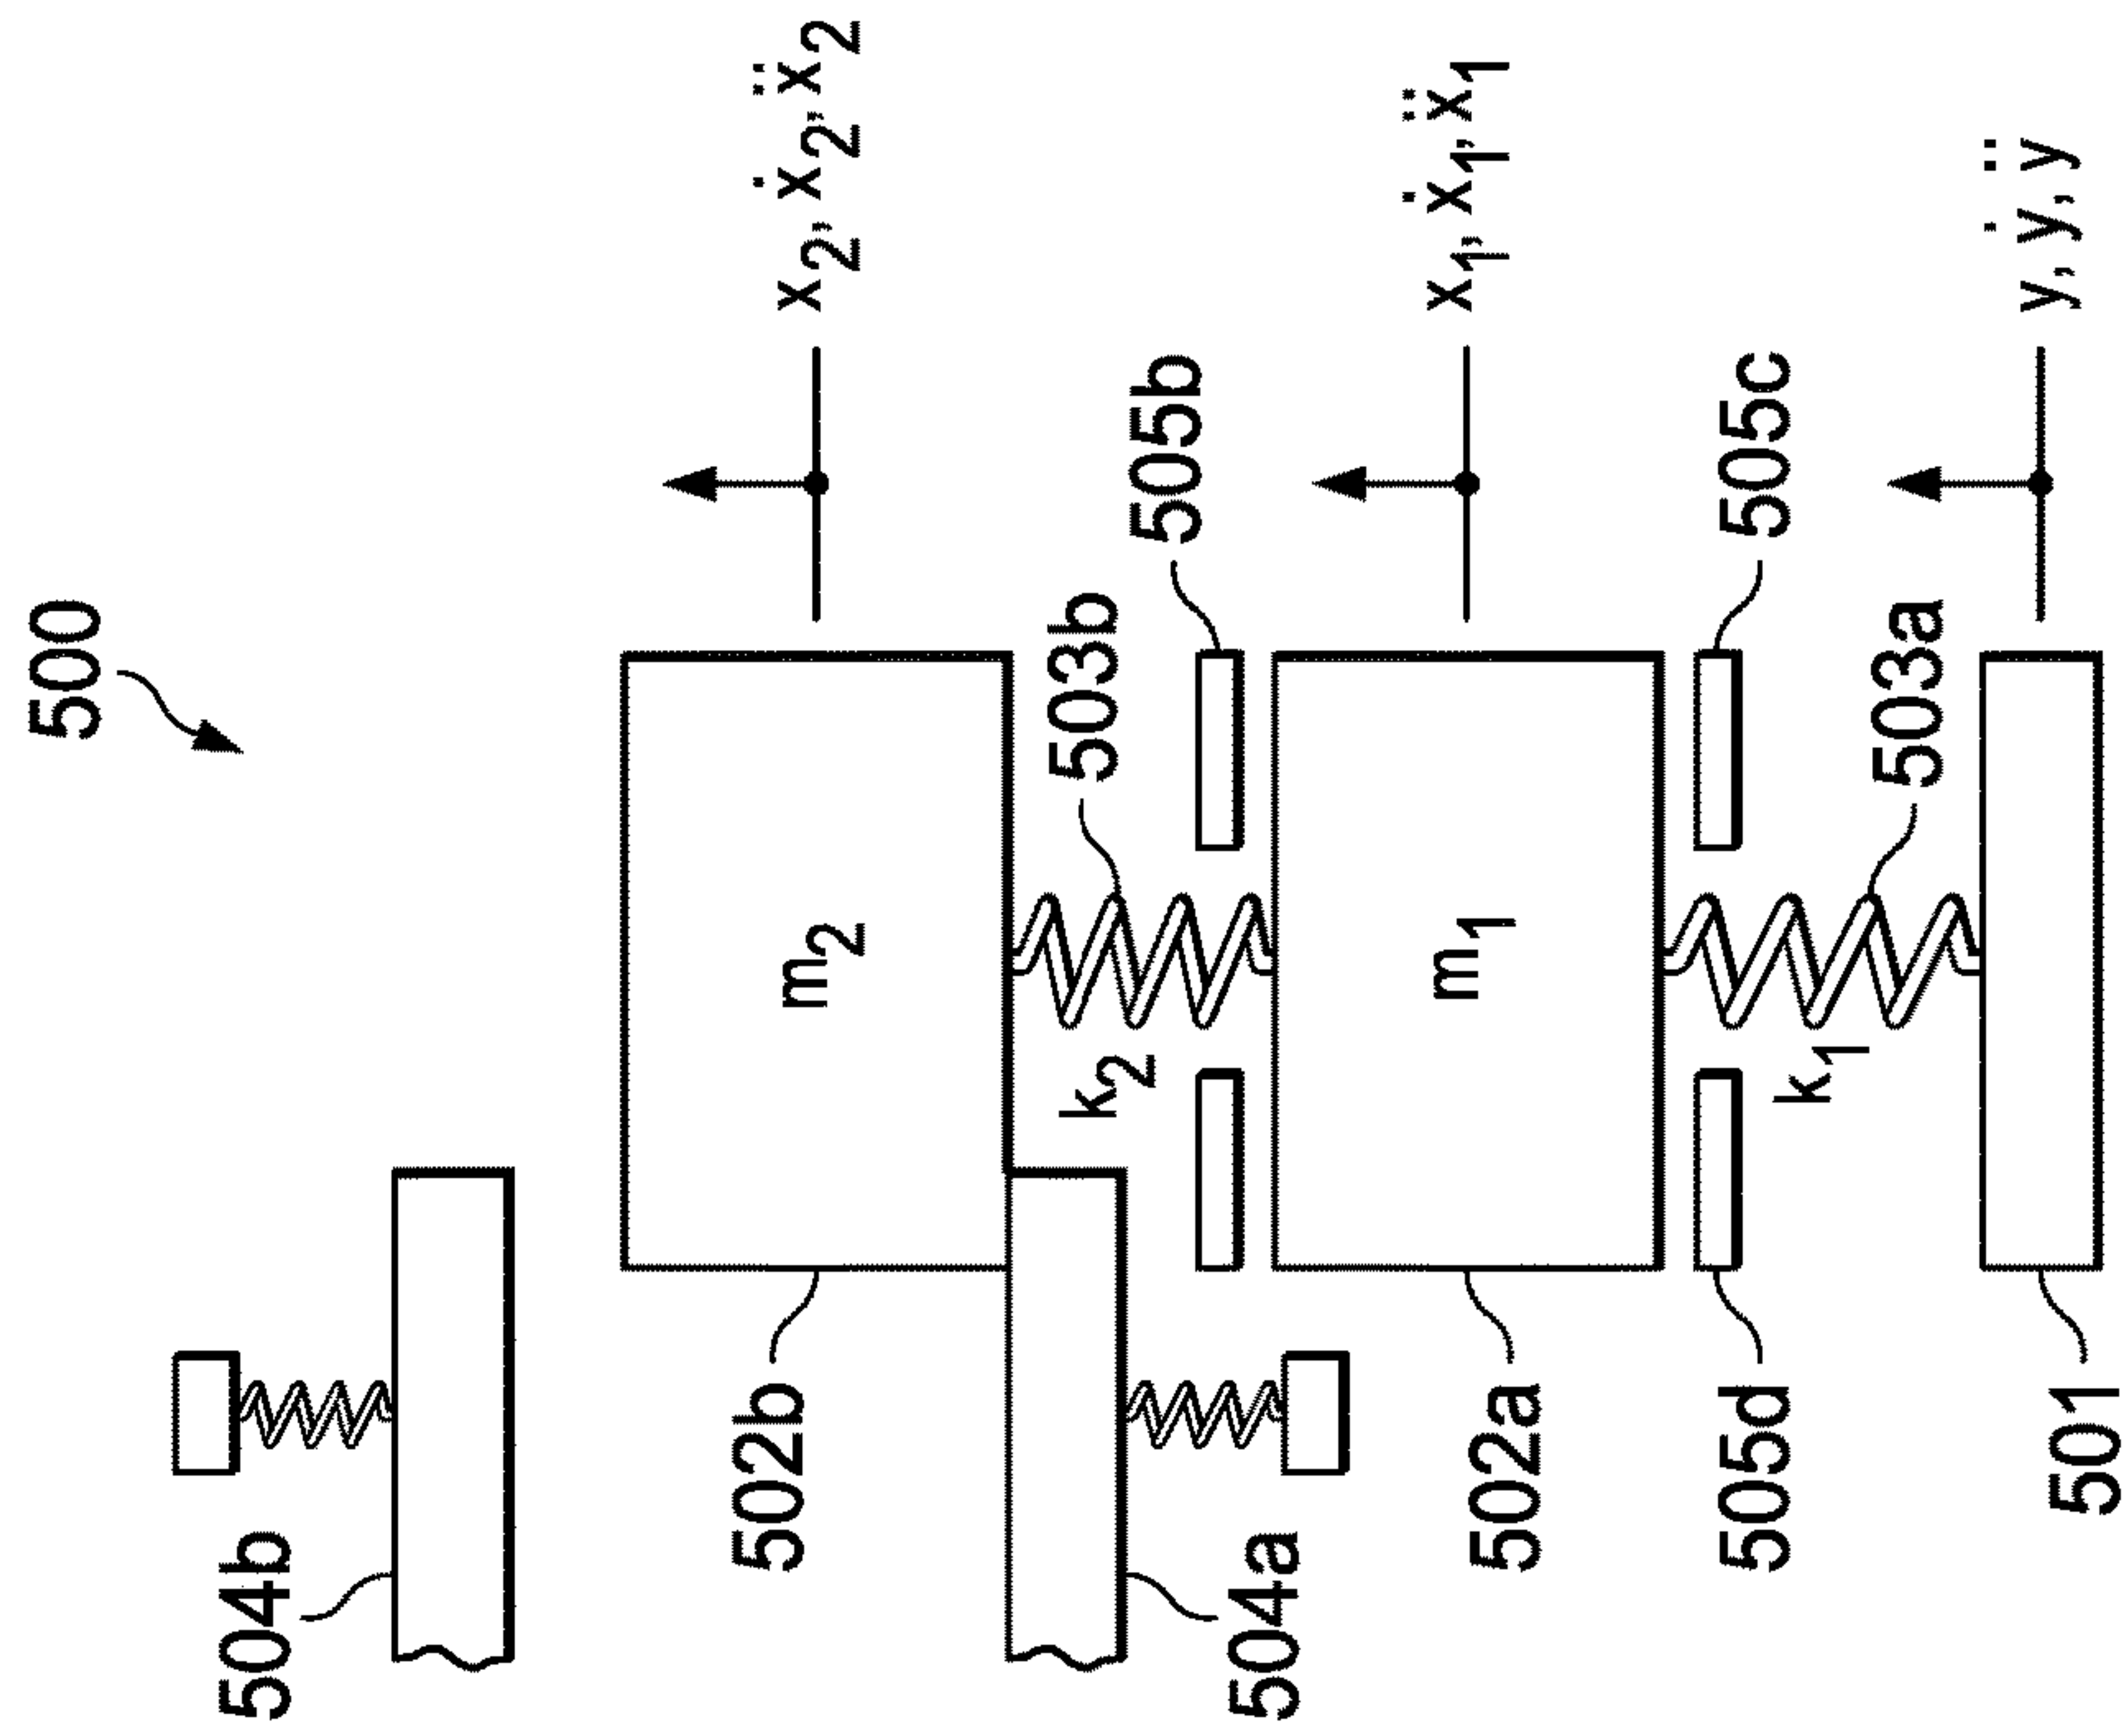 500
x₂, ẋ₂, ẍ₂
505b
503b
m₂
k₂
504b
502b
x₁, ẋ₁, ẍ₁
505c
503a
m₁
k₁
504a
502a
505d
y, ẏ, ÿ
501